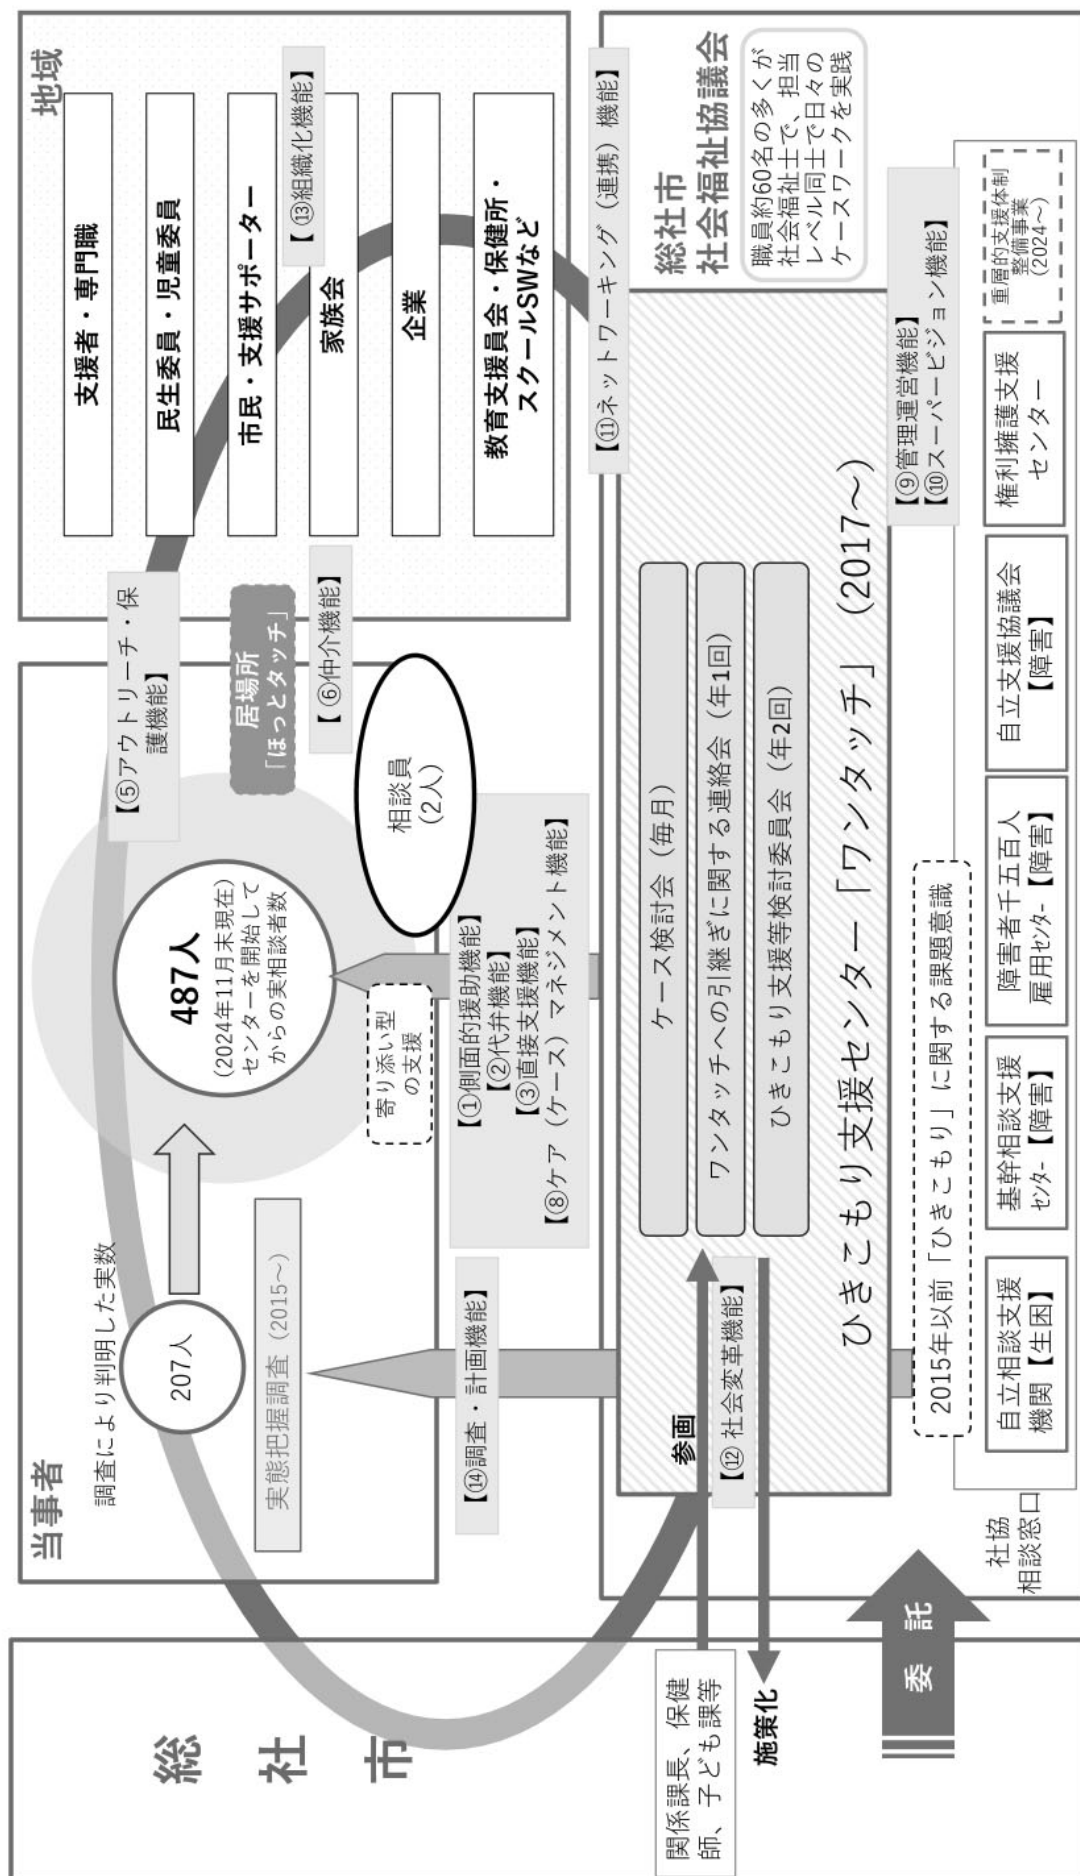 総社市
関係課長、保健
師、子ども課等
参画
施策化
委託
当事者
調査により判明した実数
207人
487人
(2024年11月末現在)
センターを開始して
からの実相談者数
実態把握調査（2015～）
寄り添い型
の支援
相談員
(2人)
居場所
「ほっとタッチ」
【⑤アウトリーチ・保
護機能】
【⑥仲介機能】
【①側面的援助機能】
【②代弁機能】
【③直接支援機能】
【⑧ケア（ケース）マネジメント機能】
【⑭調査・計画機能】
地域
支援者・専門職
民生委員・児童委員
市民・支援サポーター
【⑬組織化機能】
家族会
企業
教育支援員会・保健所・
スクールSWなど
【⑪ネットワーキング（連携）機能】
総社市
社会福祉協議会
職員約60名の多くが
社会福祉士で、担当
レベル同士で日々の
ケースワークを実践
ケース検討会（毎月）
ワンタッチへの引継ぎに関する連絡会（年1回）
ひきこもり支援等検討委員会（年2回）
ひきこもり支援センター「ワンタッチ」（2017～）
【⑫社会変革機能】
【⑨管理運営機能】
【⑩スーパービジョン機能】
2015年以前「ひきこもり」に関する課題意識
社協
相談窓口
自立相談支援
機関【生困】
基幹相談支援
センター【障害】
障害者千五百人
雇用センター【障害】
自立支援協議会
【障害】
権利擁護支援
センター
重層的支援体制
整備事業
(2024～)